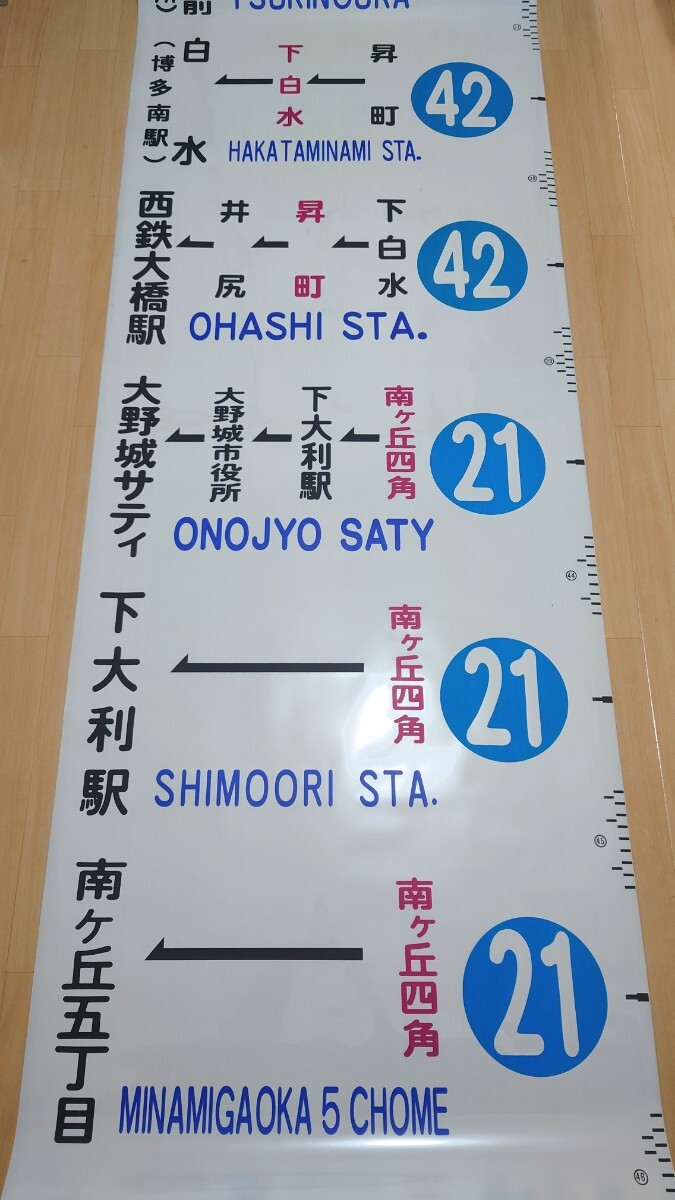 前 TSUKINOURA
42
昇町
下白水
白水
（博多南駅）
HAKATAMINAMI STA.
42
下白水
昇町
井尻
西鉄大橋駅
OHASHI STA.
21
南ヶ丘四角
下大利駅
大野城市役所
大野城サティ
ONOJYO SATY
44
21
南ヶ丘四角
下大利駅
SHIMOORI STA.
45
21
南ヶ丘四角
南ヶ丘五丁目
MINAMIGAOKA 5 CHOME
46